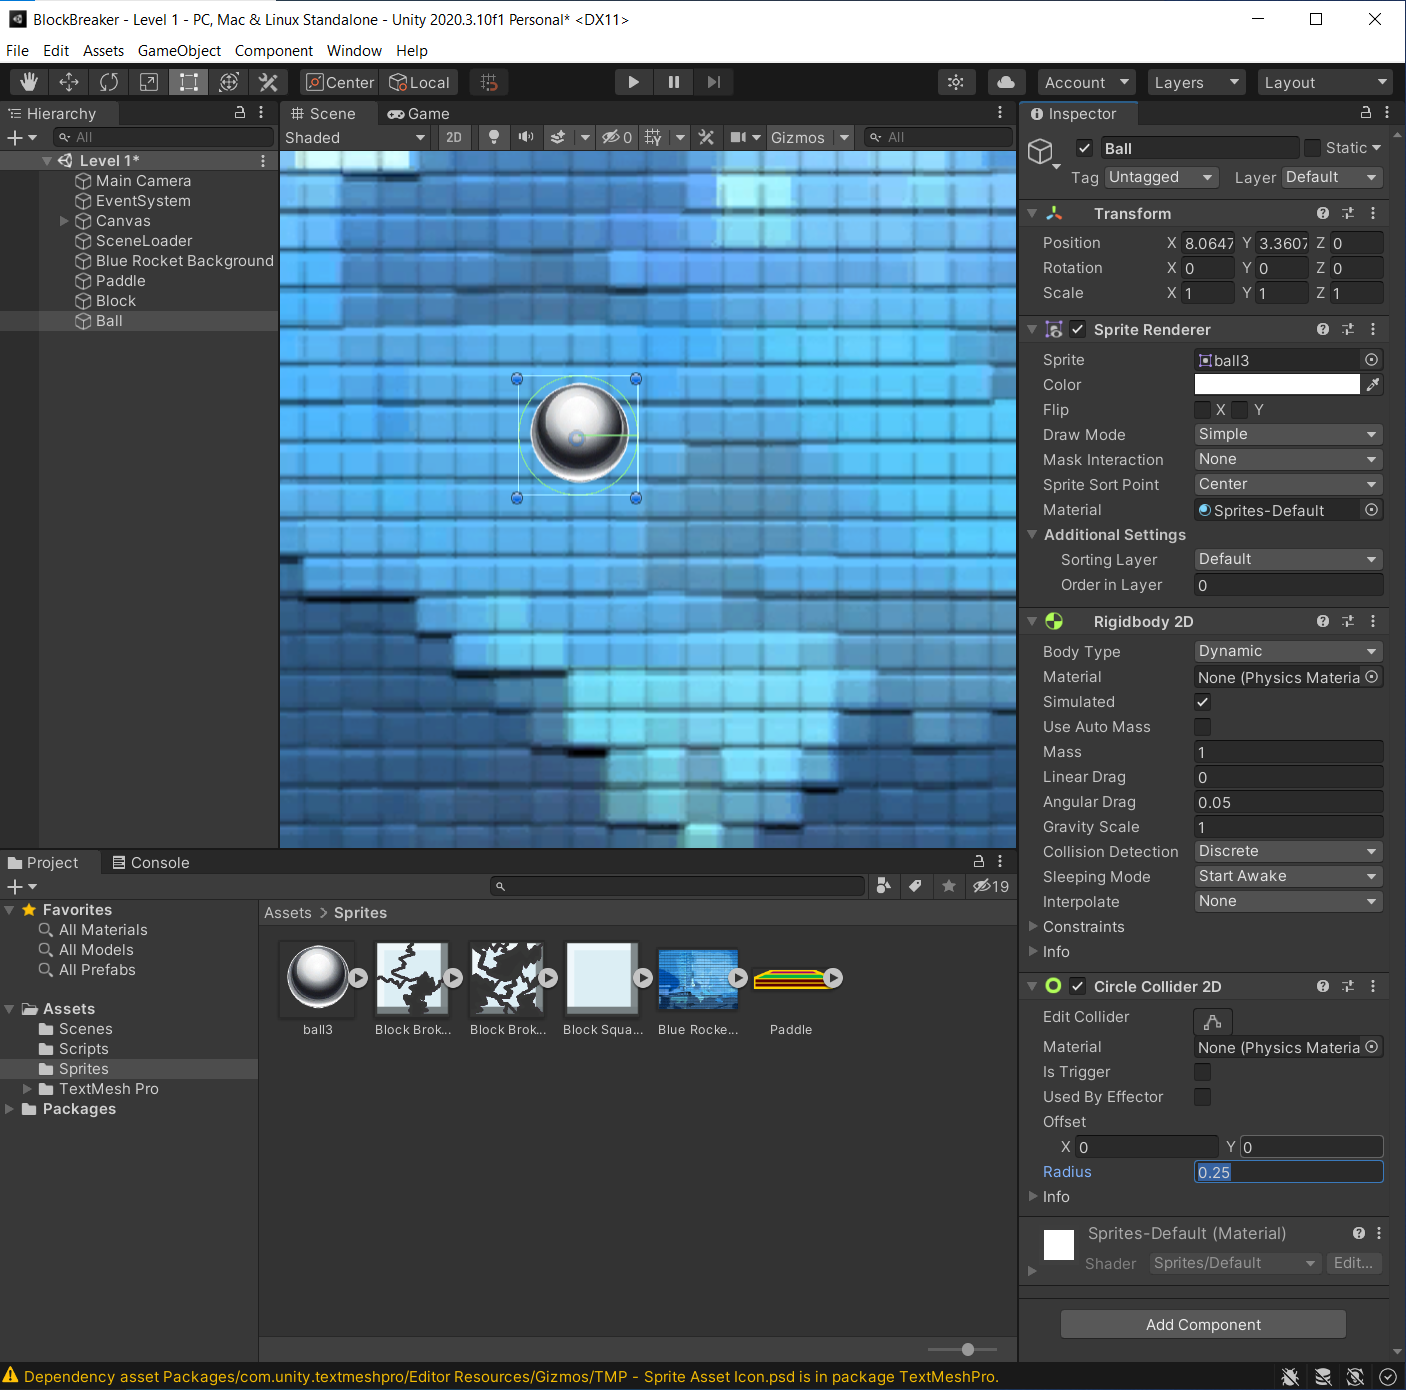 BlockBreaker - Level 1 - PC, Mac & Linux Standalone - Unity 2020.3.10f1 Personal* <DX11>
File Edit Assets GameObject Component Window Help
Center Local Account Layers Layout
Hierarchy
All
Level 1*
Main Camera
EventSystem
Canvas
SceneLoader
Blue Rocket Background
Paddle
Block
Ball
Scene Game
Shaded 2D 0 Gizmos All
Inspector
Ball Static
Tag Untagged Layer Default
Transform
Position X 8.0647 Y 3.3607 Z 0
Rotation X 0 Y 0 Z 0
Scale X 1 Y 1 Z 1
Sprite Renderer
Sprite ball3
Color
Flip X Y
Draw Mode Simple
Mask Interaction None
Sprite Sort Point Center
Material Sprites-Default
Additional Settings
Sorting Layer Default
Order in Layer 0
Rigidbody 2D
Body Type Dynamic
Material None (Physics Materia
Simulated
Use Auto Mass
Mass 1
Linear Drag 0
Angular Drag 0.05
Gravity Scale 1
Collision Detection Discrete
Sleeping Mode Start Awake
Interpolate None
Constraints
Info
Circle Collider 2D
Edit Collider
Material None (Physics Materia
Is Trigger
Used By Effector
Offset
X 0 Y 0
Radius 0.25
Info
Sprites-Default (Material)
Shader Sprites/Default Edit...
Add Component
Project Console
19
Favorites
All Materials
All Models
All Prefabs
Assets
Scenes
Scripts
Sprites
TextMesh Pro
Packages
Assets > Sprites
ball3 Block Brok... Block Brok... Block Squa... Blue Rocke... Paddle
Dependency asset Packages/com.unity.textmeshpro/Editor Resources/Gizmos/TMP - Sprite Asset Icon.psd is in package TextMeshPro.